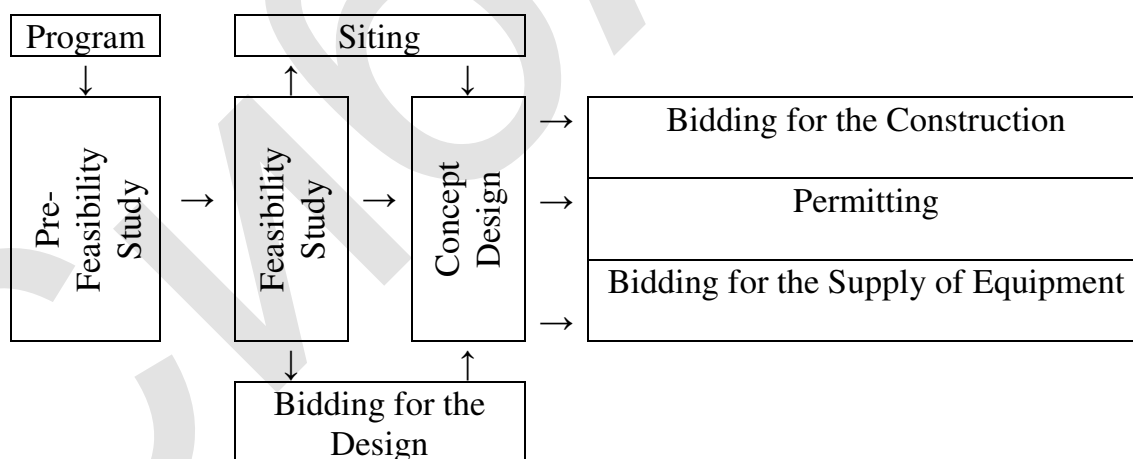 Program
Siting
Pre-
Feasibility
Study
Feasibility
Study
Concept
Design
Bidding for the Construction
Permitting
Bidding for the Supply of Equipment
Bidding for the
Design